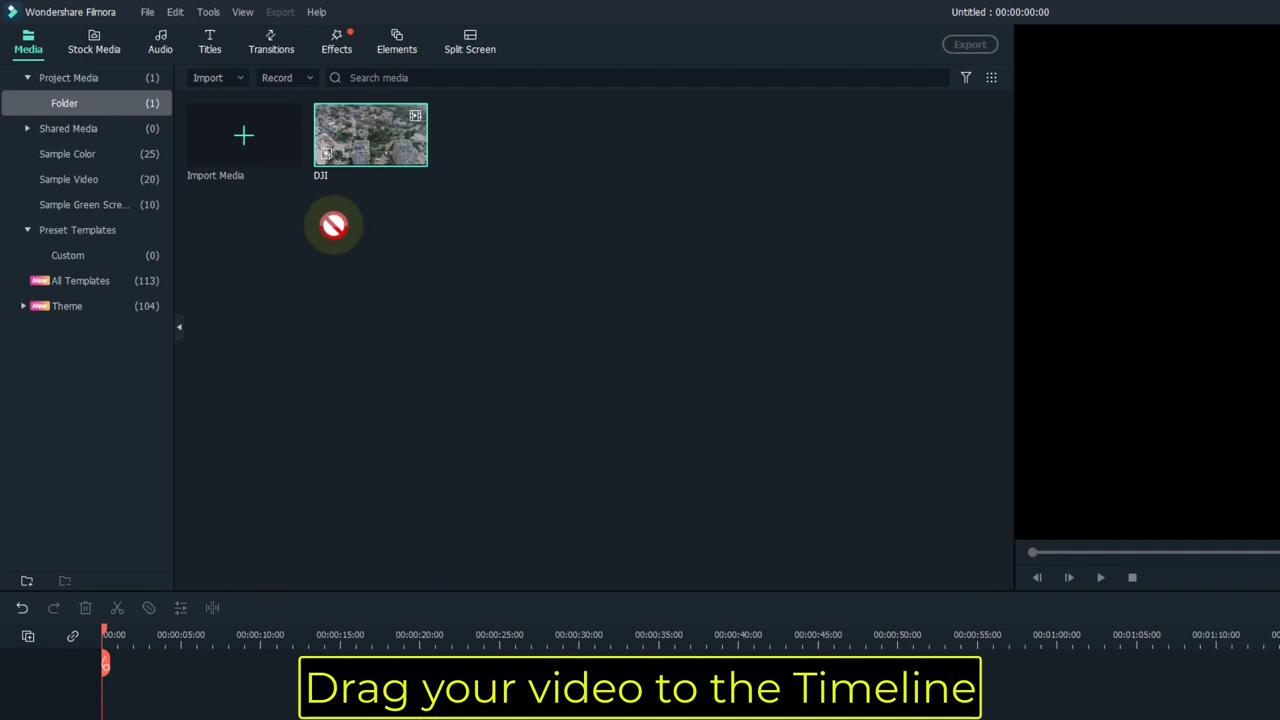 Wondershare Filmora File Edit Tools View Export Help Untitled : 00:00:00:00
Media Stock Media Audio Titles Transitions Effects Elements Split Screen Export
Project Media (1) Import Record Search media
Folder (1)
Shared Media (0)
Sample Color (25)
Sample Video (20)
Sample Green Scre... (10)
Preset Templates
Custom (0)
New All Templates (113)
New Theme (104)
Import Media DJI
00:00 00:00:05:00 00:00:10:00 00:00:15:00 00:00:20:00 00:00:25:00 00:00:30:00 00:00:35:00 00:00:40:00 00:00:45:00 00:00:50:00 00:00:55:00 00:01:00:00 00:01:05:00 00:01:10:00
Drag your video to the Timeline